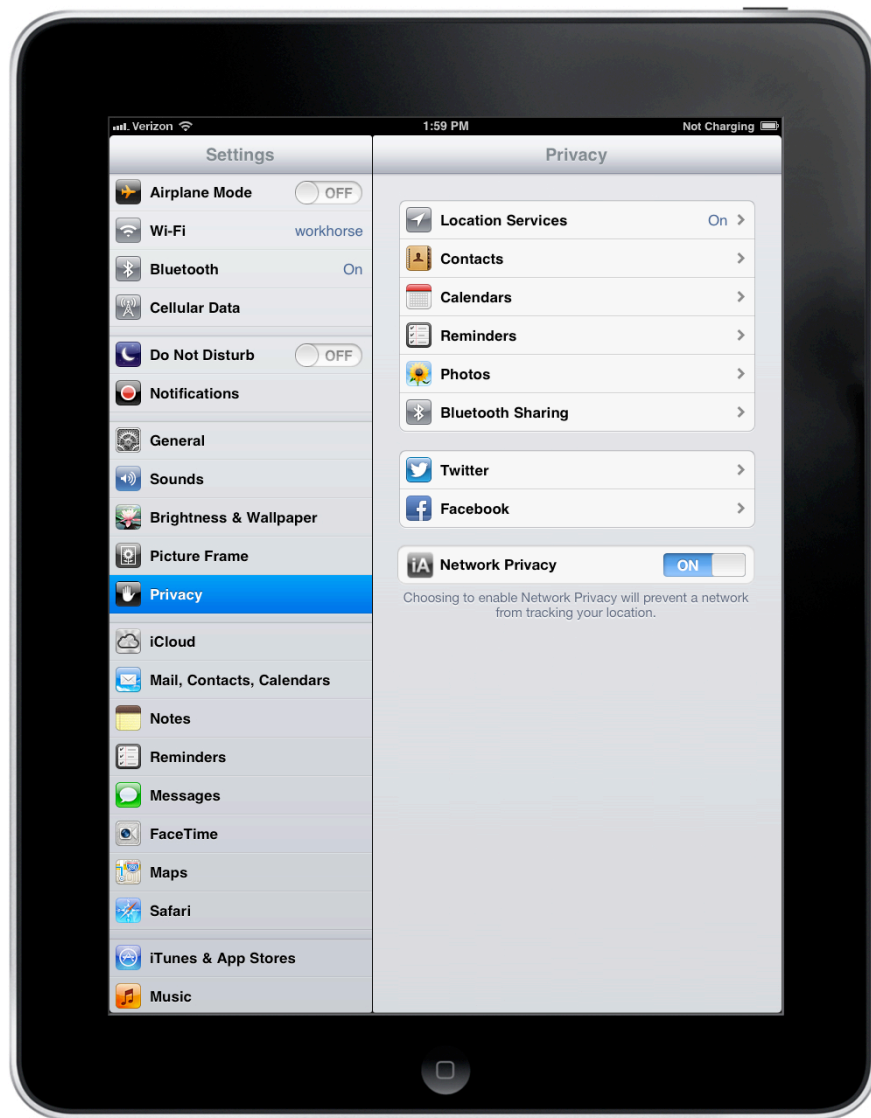 Verizon 1:59 PM Not Charging
Settings
Privacy
Airplane Mode OFF
Wi-Fi workhorse
Bluetooth On
Cellular Data
Do Not Disturb OFF
Notifications
General
Sounds
Brightness & Wallpaper
Picture Frame
Privacy
iCloud
Mail, Contacts, Calendars
Notes
Reminders
Messages
FaceTime
Maps
Safari
iTunes & App Stores
Music
Location Services On
Contacts
Calendars
Reminders
Photos
Bluetooth Sharing
Twitter
Facebook
iA Network Privacy ON
Choosing to enable Network Privacy will prevent a network
from tracking your location.